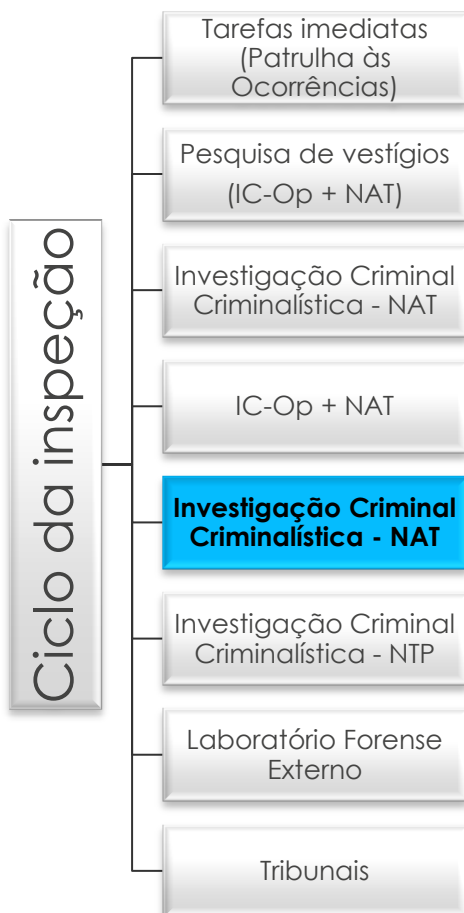 Ciclo da inspeção
Tarefas imediatas
(Patrulha às
Ocorrências)
Pesquisa de vestígios
(IC-Op + NAT)
Investigação Criminal
Criminalística - NAT
IC-Op + NAT
Investigação Criminal
Criminalística - NAT
Investigação Criminal
Criminalística - NTP
Laboratório Forense
Externo
Tribunais